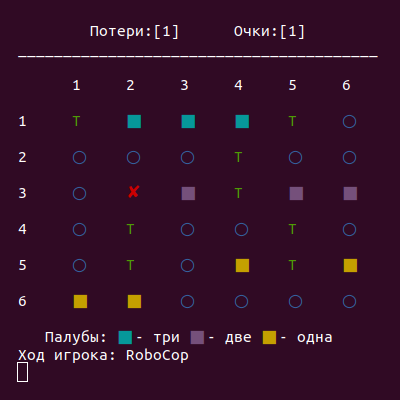 Потери:[1] Очки:[1]
1 2 3 4 5 6
1 T ■ ■ ■ T ○
2 ○ ○ ○ T ○ ○
3 ○ ✘ ■ T ■ ■
4 ○ T ○ ○ T ○
5 ○ T ○ ■ T ■
6 ■ ■ ○ ○ ○ ○
Палубы: ■- три ■- две ■- одна
Ход игрока: RoboCop